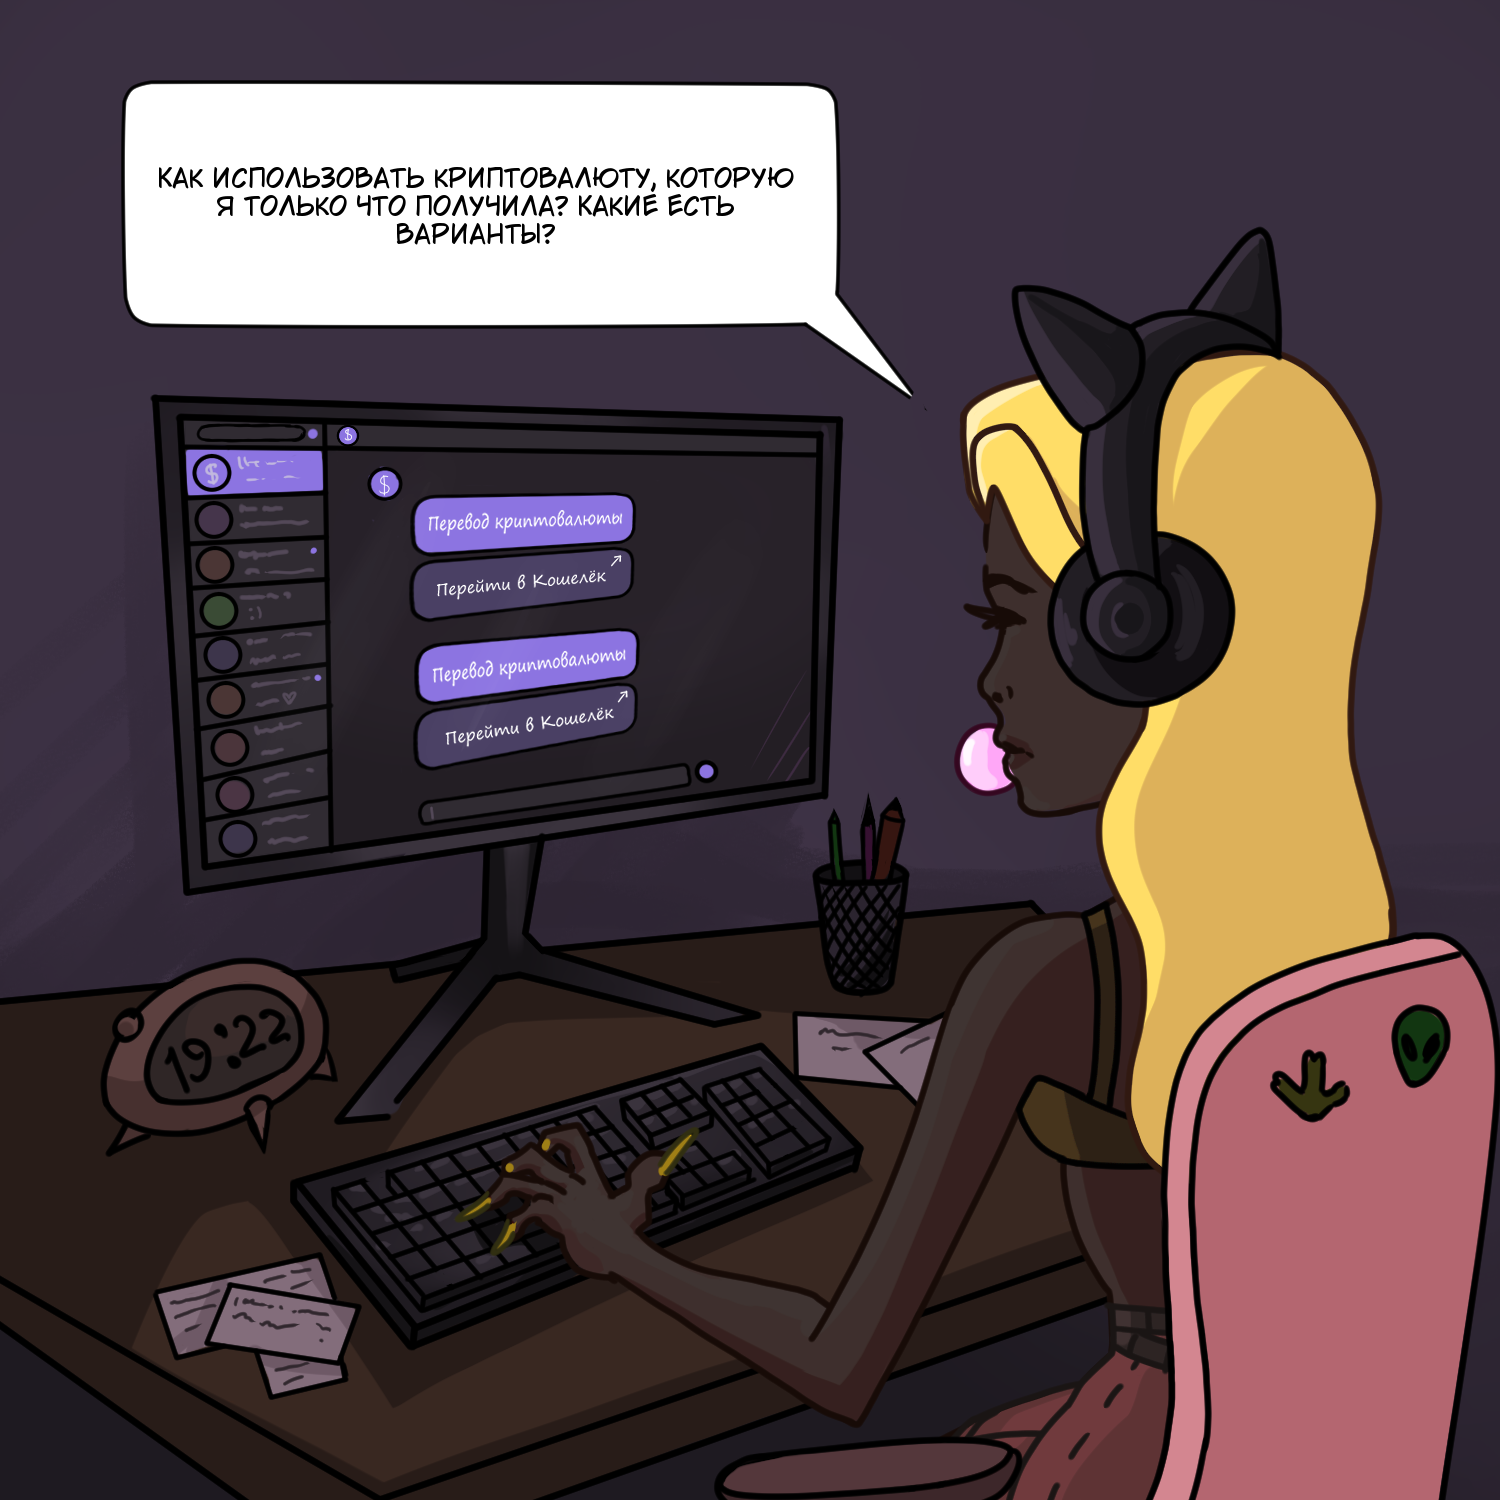 КАК ИСПОЛЬЗОВАТЬ КРИПТОВАЛЮТУ, КОТОРУЮ
Я ТОЛЬКО ЧТО ПОЛУЧИЛА? КАКИЕ ЕСТЬ
ВАРИАНТЫ?
$
$
$
Перевод криптовалюты
Перейти в Кошелёк
:)
Перевод криптовалюты
Перейти в Кошелёк
19:22